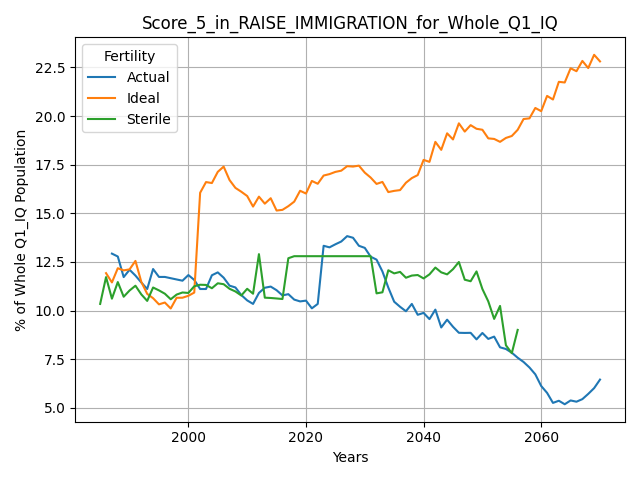 Score_5_in_RAISE_IMMIGRATION_for_Whole_Q1_IQ
% of Whole Q1_IQ Population
22.5
20.0
17.5
15.0
12.5
10.0
7.5
5.0
Fertility
Actual
Ideal
Sterile
2000
2020
2040
2060
Years